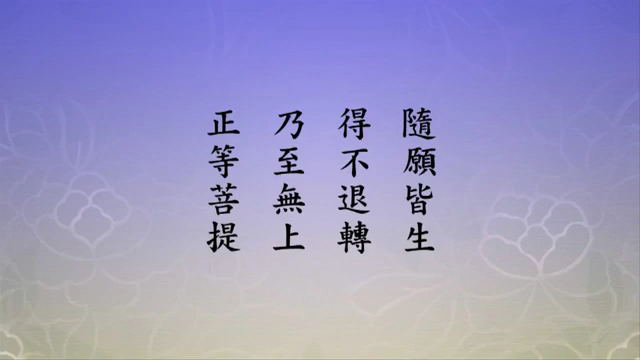 隨願皆生
得不退轉
乃至無上
正等菩提